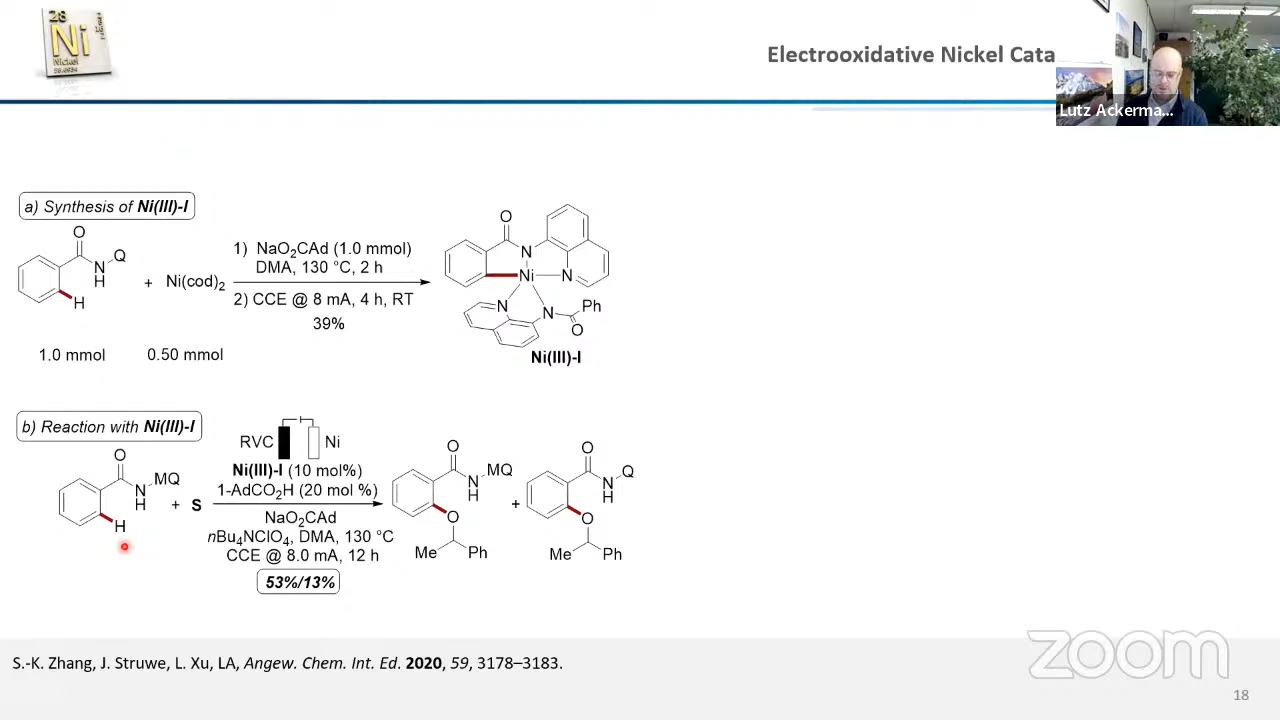 28
Ni
Nickel
Electrooxidative Nickel Cata
Lutz Ackerma...
a) Synthesis of Ni(III)-I
O
N
H
Q
H
+ Ni(cod)2
1.0 mmol
0.50 mmol
1) NaO2CAd (1.0 mmol)
DMA, 130 °C, 2 h
2) CCE @ 8 mA, 4 h, RT
39%
O
N
Ni
N
N
N
Ph
O
Ni(III)-I
b) Reaction with Ni(III)-I
O
MQ
N
H
H
+ S
RVC
Ni
Ni(III)-I (10 mol%)
1-AdCO2H (20 mol %)
NaO2CAd
nBu4NClO4, DMA, 130 °C
CCE @ 8.0 mA, 12 h
53%/13%
O
MQ
N
H
O
Me
Ph
+
O
Q
N
H
O
Me
Ph
S.-K. Zhang, J. Struwe, L. Xu, LA, Angew. Chem. Int. Ed. 2020, 59, 3178–3183.
zoom
18